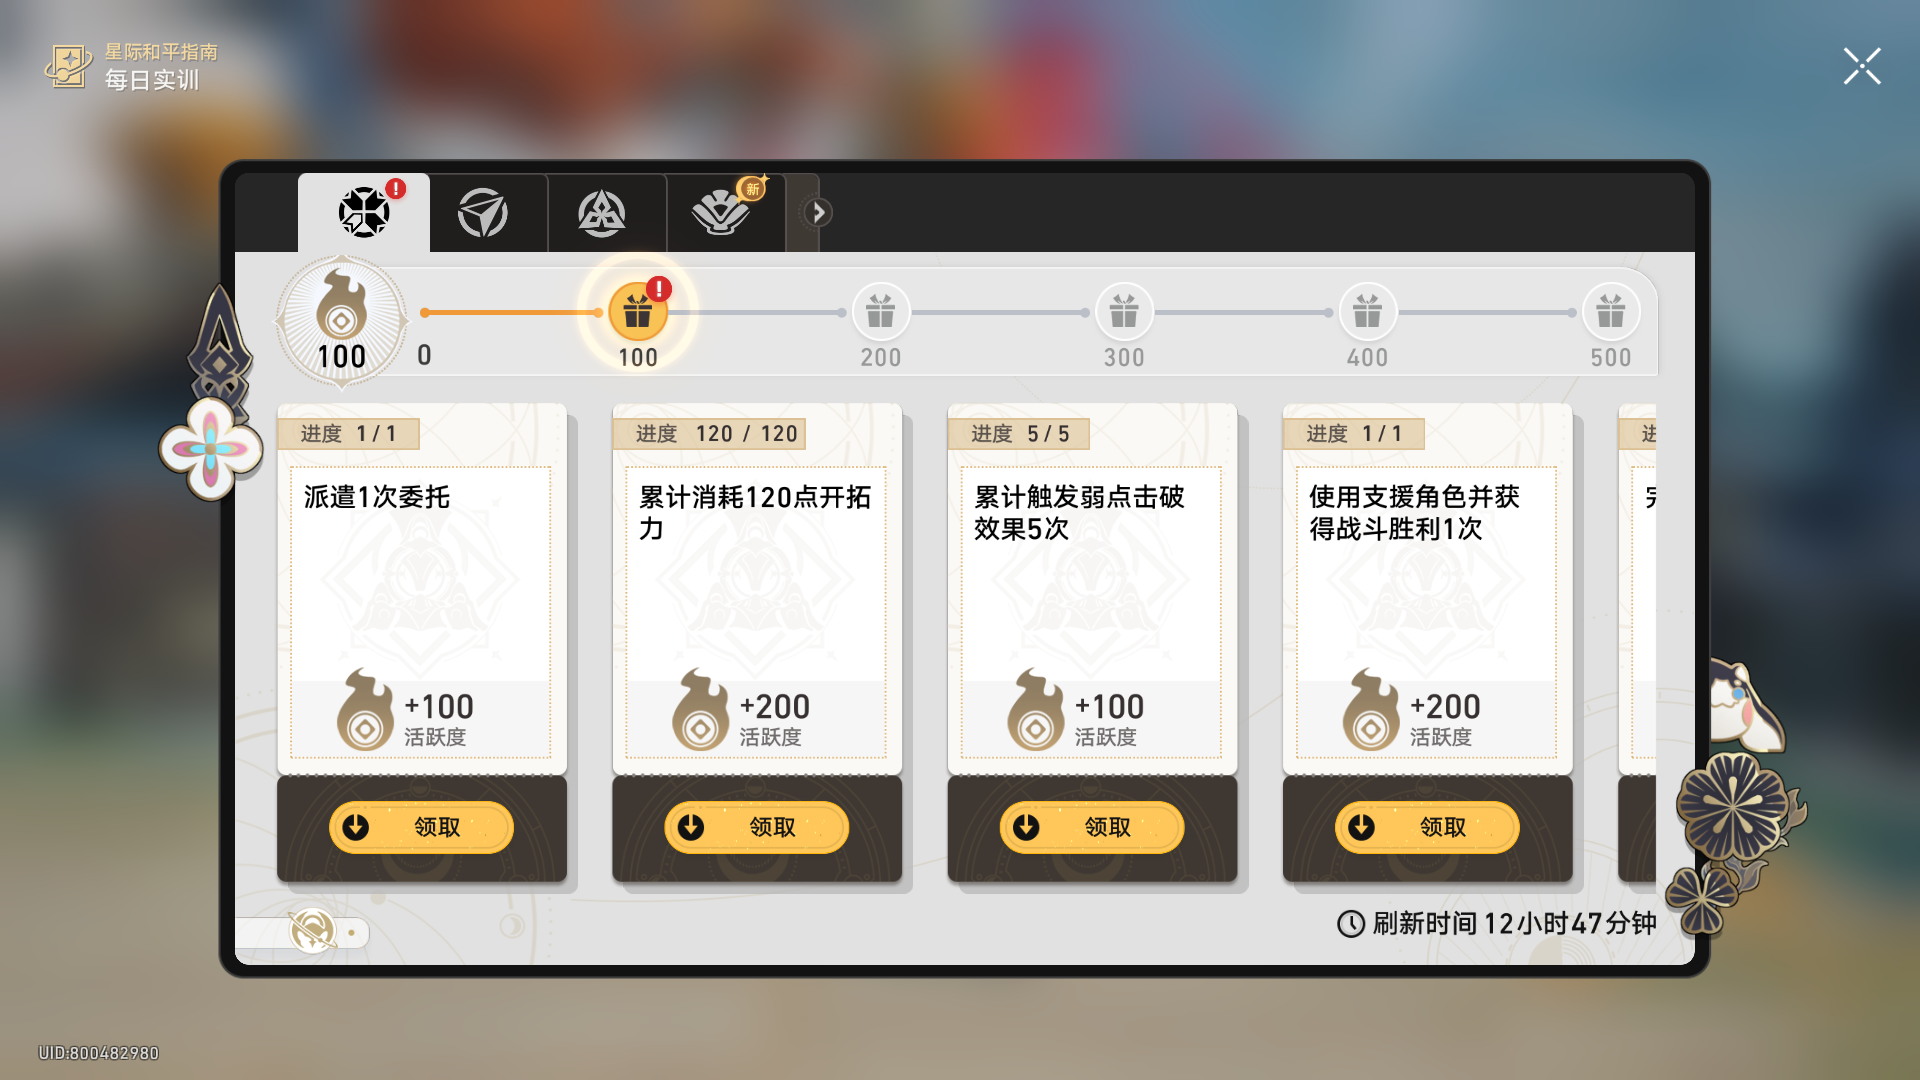 星际和平指南
每日实训
新
100
0
100
200
300
400
500
进度 1/1
派遣1次委托
+100
活跃度
领取
进度 120 / 120
累计消耗120点开拓
力
+200
活跃度
领取
进度 5/5
累计触发弱点击破
效果5次
+100
活跃度
领取
进度 1/1
使用支援角色并获
得战斗胜利1次
+200
活跃度
领取
刷新时间 12小时47分钟
UID:800482980